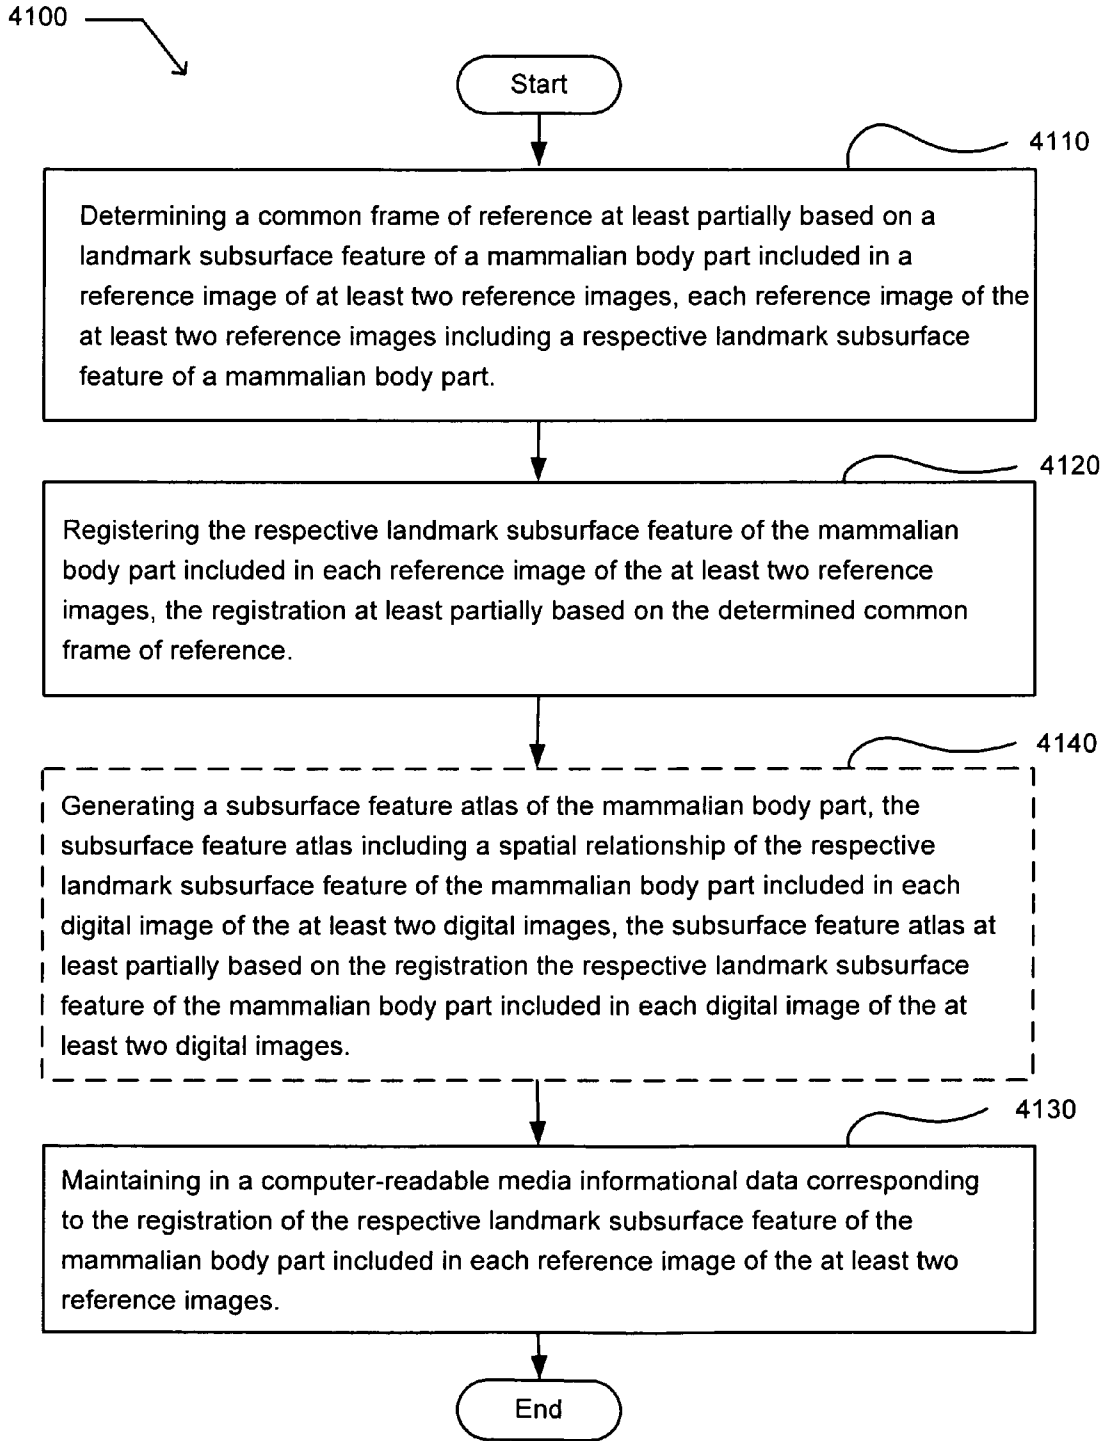 4100
Start
4110
Determining a common frame of reference at least partially based on a
landmark subsurface feature of a mammalian body part included in a
reference image of at least two reference images, each reference image of the
at least two reference images including a respective landmark subsurface
feature of a mammalian body part.
4120
Registering the respective landmark subsurface feature of the mammalian
body part included in each reference image of the at least two reference
images, the registration at least partially based on the determined common
frame of reference.
4140
Generating a subsurface feature atlas of the mammalian body part, the
subsurface feature atlas including a spatial relationship of the respective
landmark subsurface feature of the mammalian body part included in each
digital image of the at least two digital images, the subsurface feature atlas at
least partially based on the registration the respective landmark subsurface
feature of the mammalian body part included in each digital image of the at
least two digital images.
4130
Maintaining in a computer-readable media informational data corresponding
to the registration of the respective landmark subsurface feature of the
mammalian body part included in each reference image of the at least two
reference images.
End